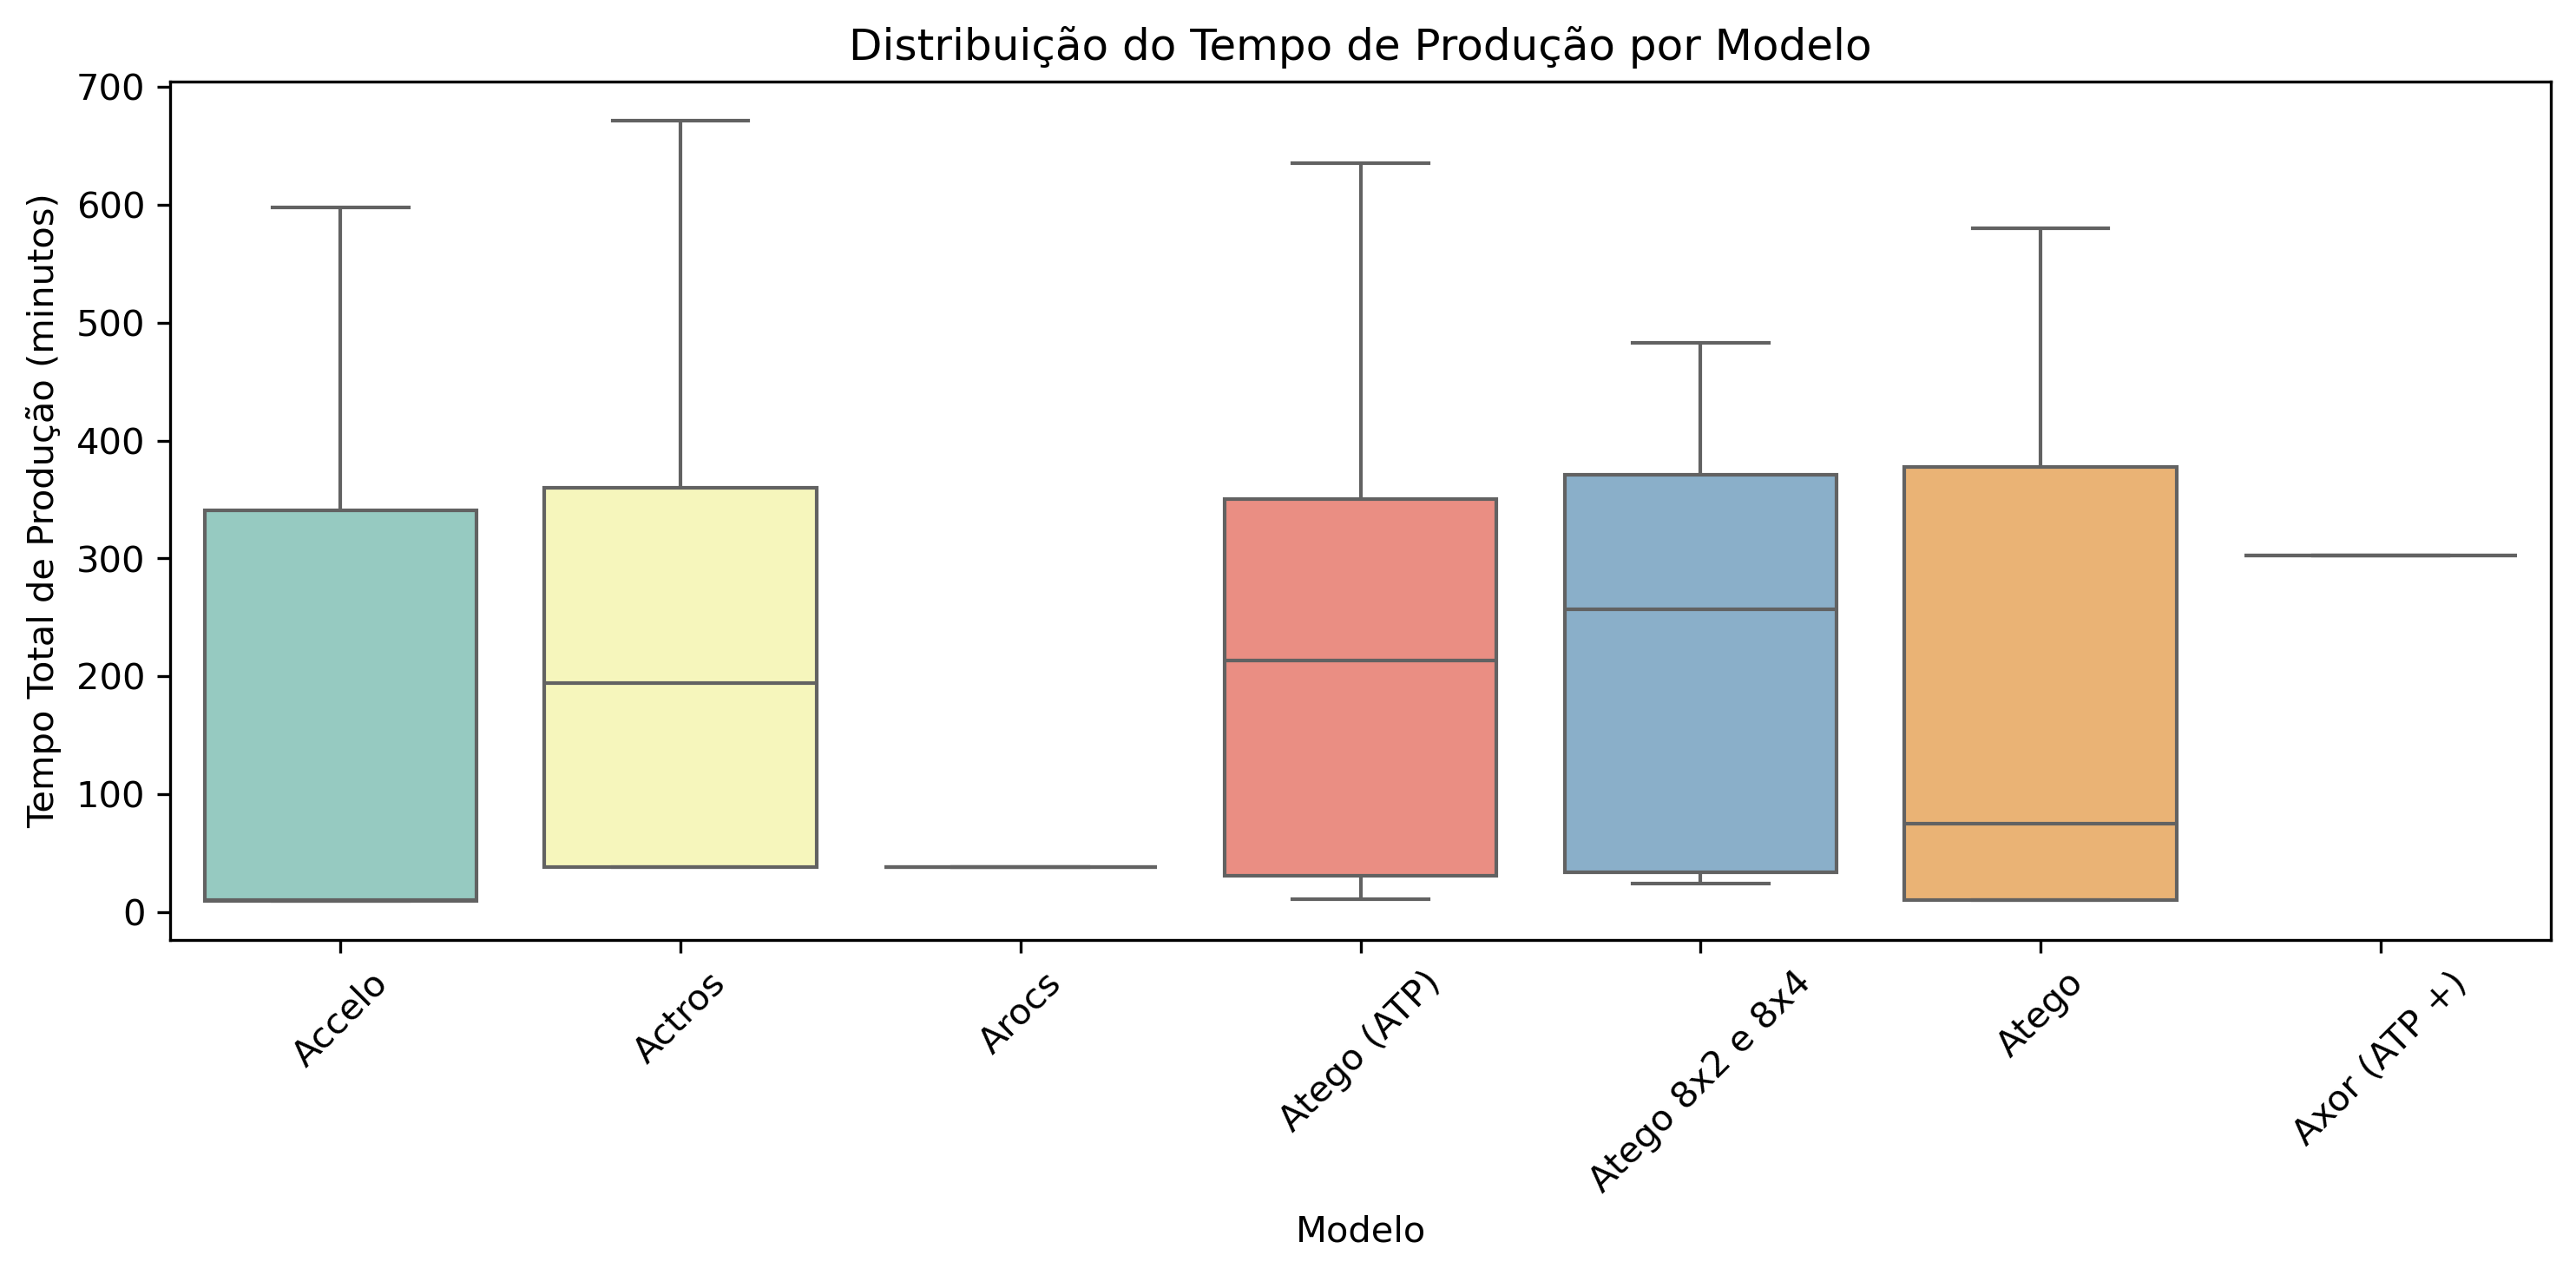 Distribuição do Tempo de Produção por Modelo
Tempo Total de Produção (minutos)
700
600
500
400
300
200
100
0
Accelo
Actros
Arocs
Atego (ATP)
Atego 8x2 e 8x4
Atego
Axor (ATP +)
Modelo